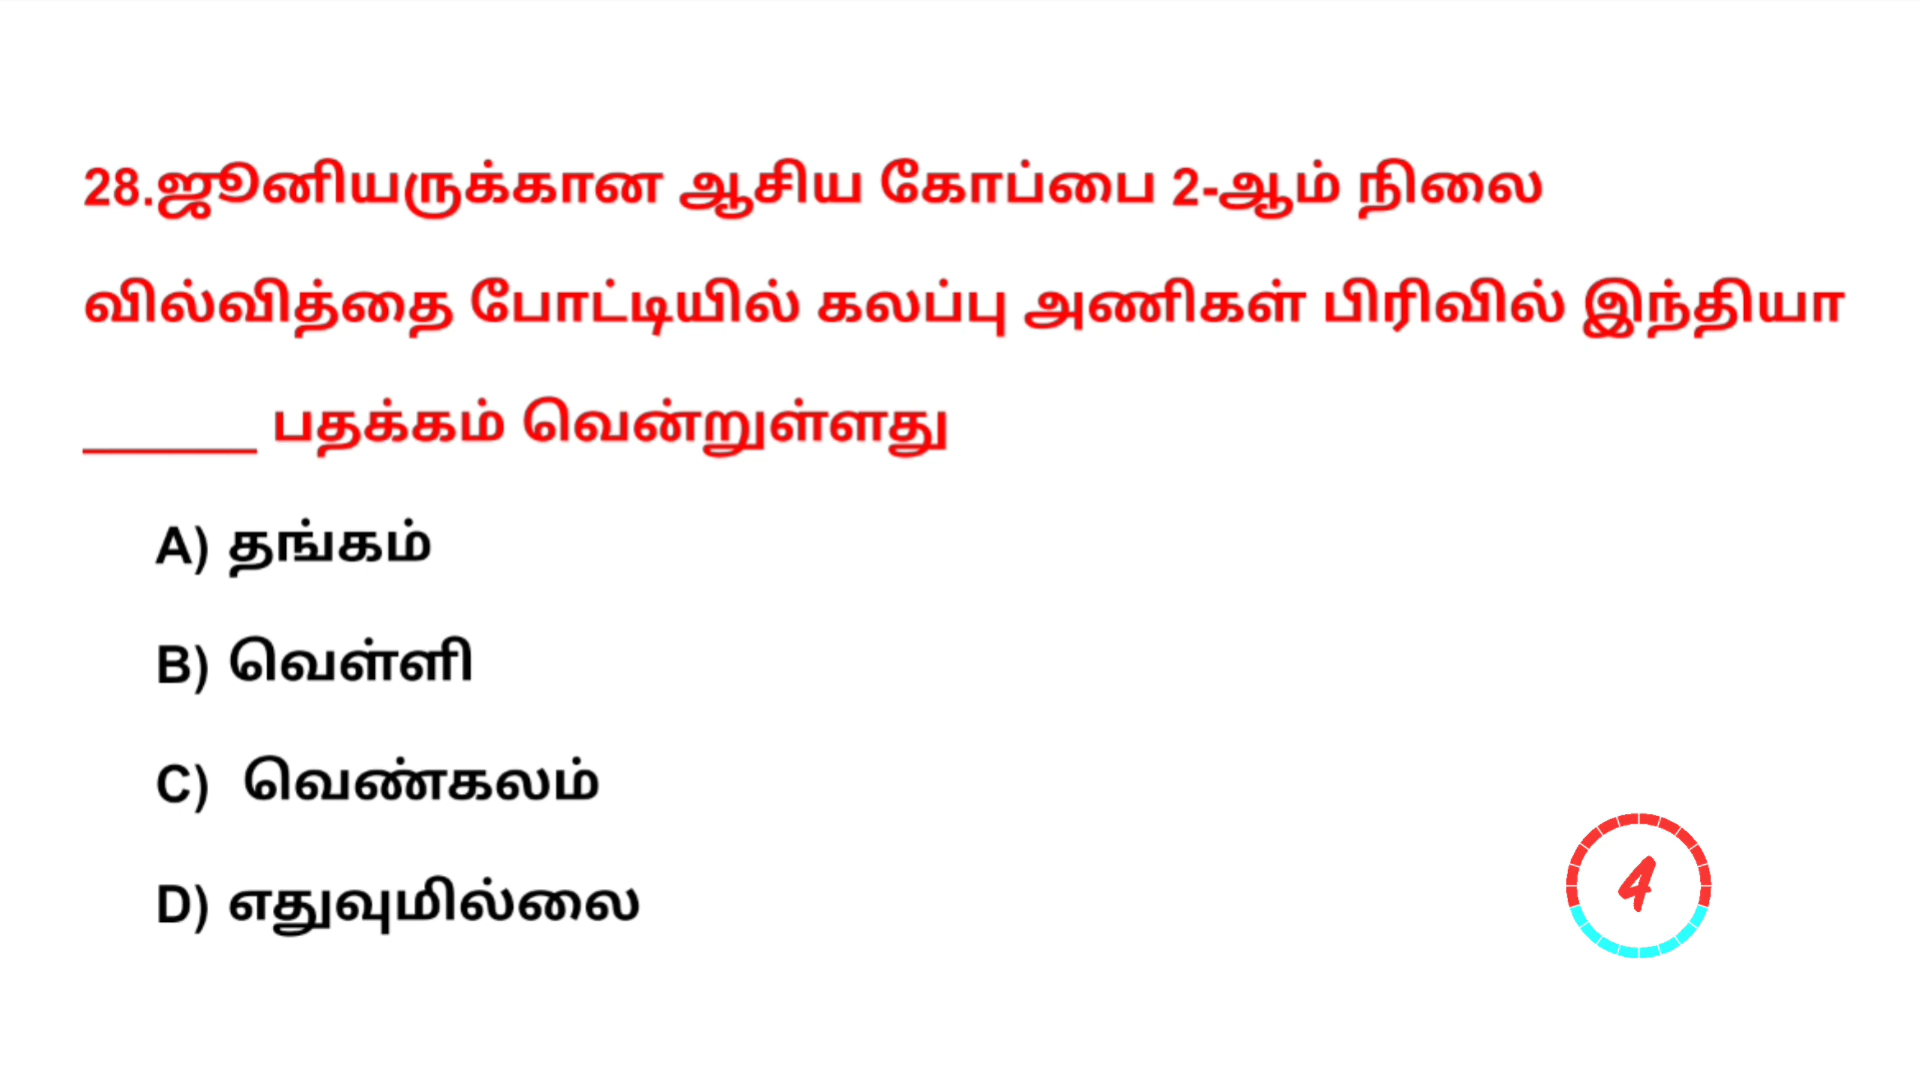 28.ஜூனியருக்கான ஆசிய கோப்பை 2-ஆம் நிலை
வில்வித்தை போட்டியில் கலப்பு அணிகள் பிரிவில் இந்தியா
______ பதக்கம் வென்றுள்ளது
A) தங்கம்
B) வெள்ளி
C) வெண்கலம்
D) எதுவுமில்லை
4